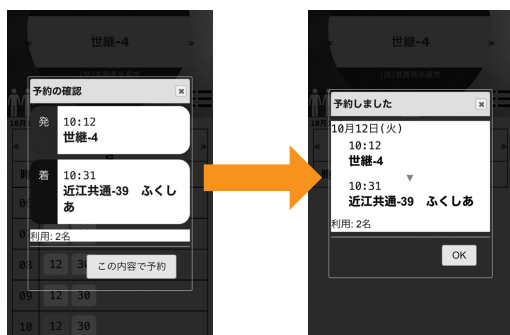 « 世継-4 »
予約の確認
発 10:12
世継-4
着 10:31
近江共通-39 ふくし
あ
利用: 2名
この内容で予約
08 12 30
09 12 30
10 12 30
« 世継-4 »
予約しました
10月12日(火)
10:12
世継-4
▼
10:31
近江共通-39 ふくしあ
利用: 2名
OK